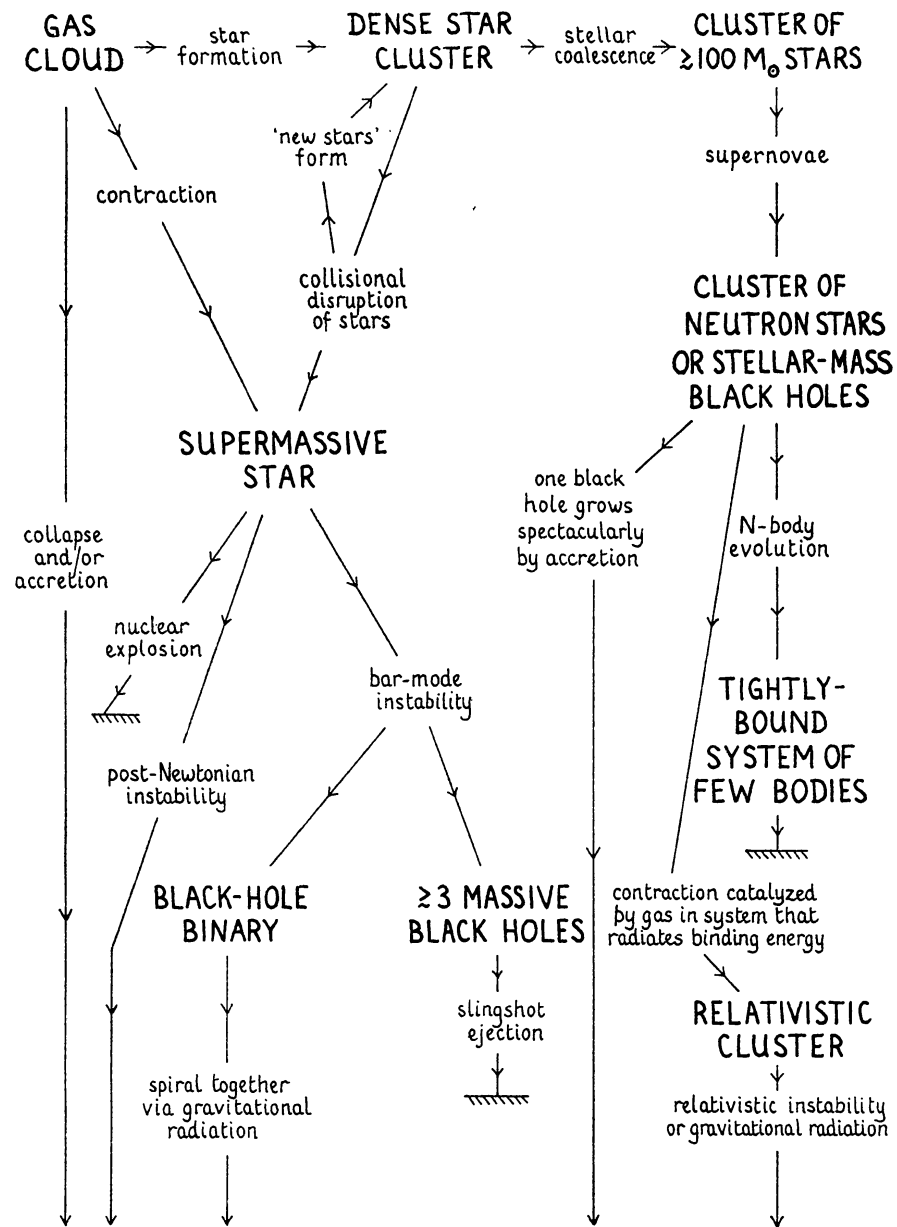 GAS
CLOUD
star
formation
DENSE STAR
CLUSTER
stellar
coalescence
CLUSTER OF
≥100 M⊙ STARS
'new stars'
form
supernovae
contraction
collisional
disruption
of stars
CLUSTER OF
NEUTRON STARS
OR STELLAR-MASS
BLACK HOLES
SUPERMASSIVE
STAR
one black
hole grows
spectacularly
by accretion
N-body
evolution
collapse
and/or
accretion
nuclear
explosion
bar-mode
instability
TIGHTLY-
BOUND
SYSTEM OF
FEW BODIES
post-Newtonian
instability
BLACK-HOLE
BINARY
≥3 MASSIVE
BLACK HOLES
contraction catalyzed
by gas in system that
radiates binding energy
slingshot
ejection
RELATIVISTIC
CLUSTER
spiral together
via gravitational
radiation
relativistic instability
or gravitational radiation